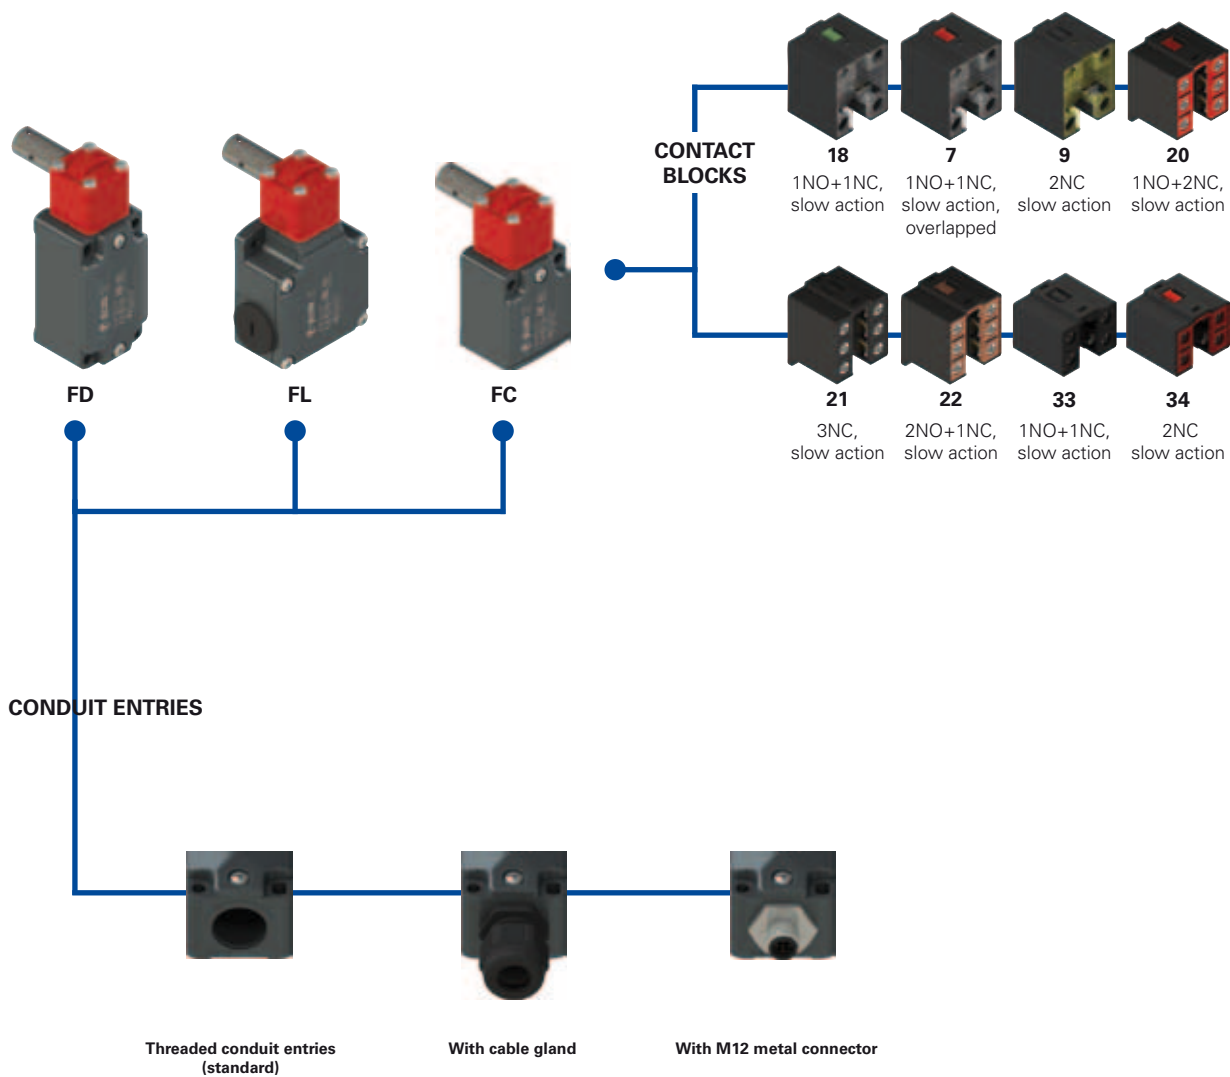 CONTACT
BLOCKS
18
1NO+1NC,
slow action
7
1NO+1NC,
slow action,
overlapped
9
2NC
slow action
20
1NO+2NC,
slow action
21
3NC,
slow action
22
2NO+1NC,
slow action
33
1NO+1NC,
slow action
34
2NC
slow action
FD
FL
FC
CONDUIT ENTRIES
Threaded conduit entries
(standard)
With cable gland
With M12 metal connector